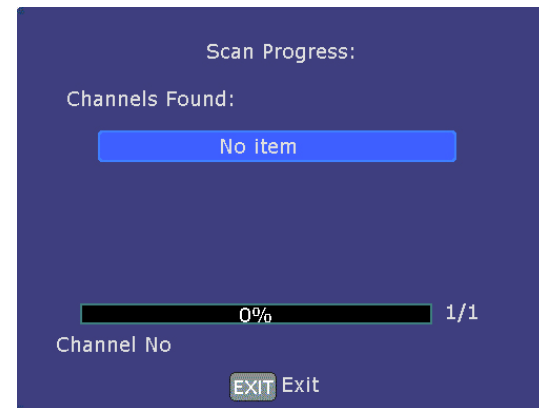 Scan Progress:
Channels Found:
No item
0% 1/1
Channel No
EXIT Exit